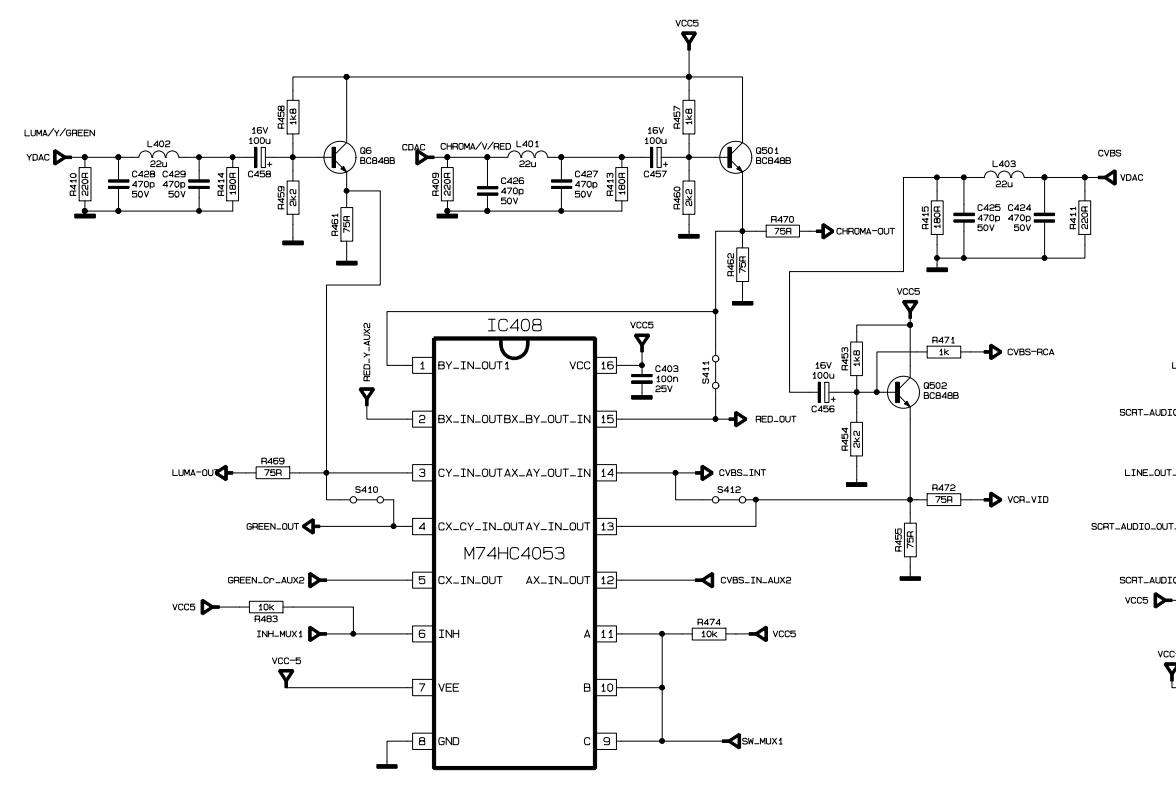 VCC5
LUMA/Y/GREEN
YDAC
R410
220R
C428
470p
50V
L402
22u
C429
470p
50V
R414
180R
16V
100u
C458
R458
1k8
R459
2k2
Q6
BC848B
R461
75R
CDAC
CHROMA/V/RED
R409
220R
C426
470p
50V
L401
22u
C427
470p
50V
R413
180R
16V
100u
C457
R457
1k8
R460
2k2
Q501
BC848B
R470
75R
CHROMA-OUT
R462
75R
CVBS
VDAC
L403
22u
R415
180R
C425
470p
50V
C424
470p
50V
R411
220R
VCC5
R453
1k8
R471
1k
CVBS-RCA
16V
100u
C456
Q502
BC848B
R454
2k2
R472
75R
VCR_VID
R455
75R
IC408
M74HC4053
1 BY_IN_OUT1
2 BX_IN_OUT
3 CY_IN_OUT
4 CX_CY_IN_OUT
5 CX_IN_OUT
6 INH
7 VEE
8 GND
VCC 16
BX_BY_OUT_IN 15
AX_AY_OUT_IN 14
AY_IN_OUT 13
AX_IN_OUT 12
A 11
B 10
C 9
RED_Y_AUX2
VCC5
C403
100n
25V
S411
RED_OUT
LUMA-OUT
R469
75R
CVBS_INT
S410
S412
GREEN_OUT
GREEN_Cr_AUX2
CVBS_IN_AUX2
VCC5
10k
R483
INH_MUX1
R474
10k
VCC5
VCC-5
SW_MUX1
SCRT_AUDIO
LINE_OUT_
SCRT_AUDIO_OUT_
SCRT_AUDIO
VCC5
VCC